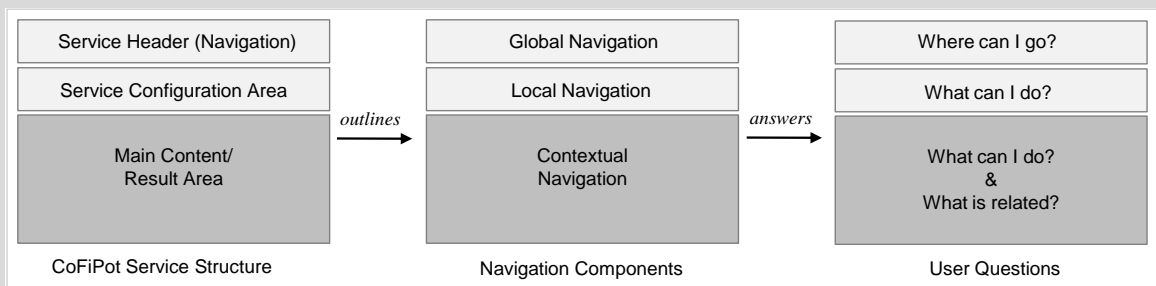 Service Header (Navigation)
Service Configuration Area
Main Content/
Result Area
CoFiPot Service Structure
outlines
Global Navigation
Local Navigation
Contextual
Navigation
Navigation Components
answers
Where can I go?
What can I do?
What can I do?
&
What is related?
User Questions